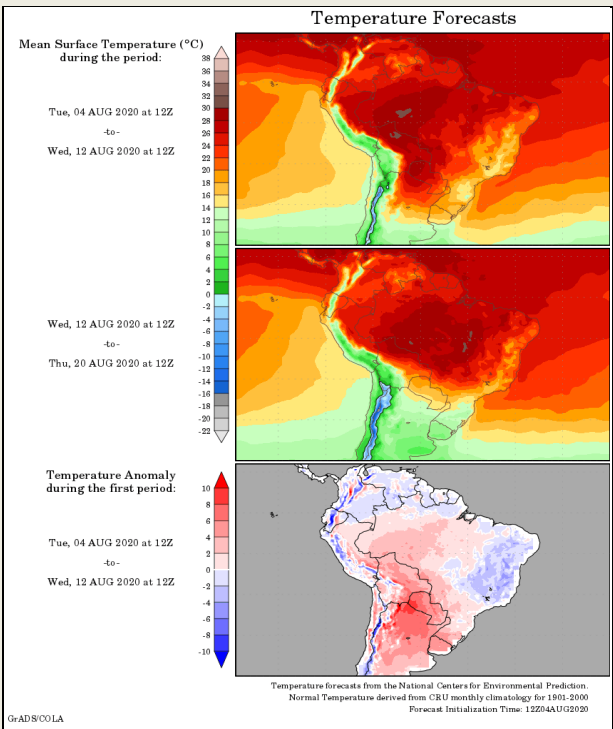 Temperature Forecasts
Mean Surface Temperature (°C)
during the period:
Tue, 04 AUG 2020 at 12Z
-to-
Wed, 12 AUG 2020 at 12Z
38
36
34
32
30
28
26
24
22
20
18
16
14
12
10
8
6
4
2
0
-2
-4
-6
-8
-10
-12
-14
-16
-18
-20
-22
Wed, 12 AUG 2020 at 12Z
-to-
Thu, 20 AUG 2020 at 12Z
Temperature Anomaly
during the first period:
Tue, 04 AUG 2020 at 12Z
-to-
Wed, 12 AUG 2020 at 12Z
10
8
6
4
2
0
-2
-4
-6
-8
-10
Temperature forecasts from the National Centers for Environmental Prediction.
Normal Temperature derived from CRU monthly climatology for 1901-2000
Forecast Initialization Time: 12Z04AUG2020
GrADS/COLA